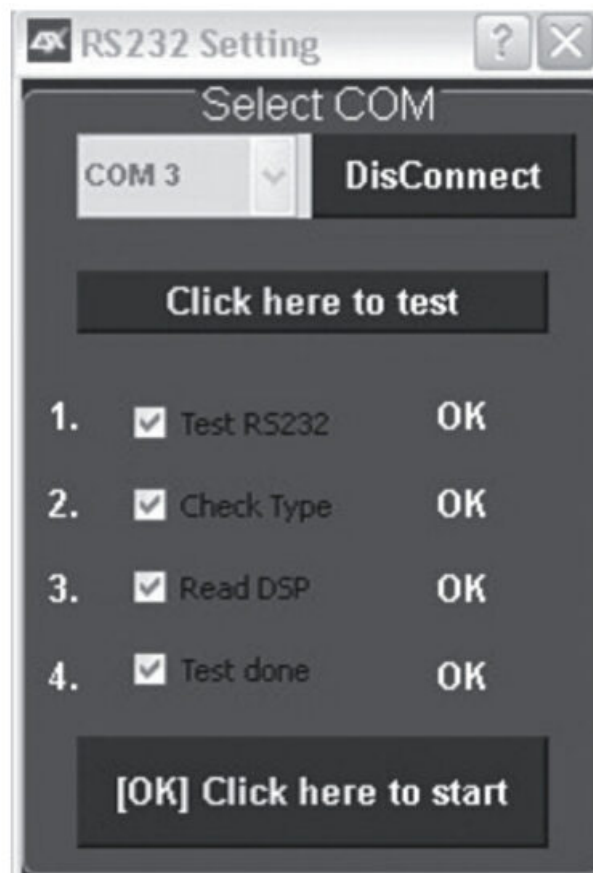 RS232 Setting ?
Select COM
COM 3 DisConnect
Click here to test
1. Test RS232 OK
2. Check Type OK
3. Read DSP OK
4. Test done OK
[OK] Click here to start